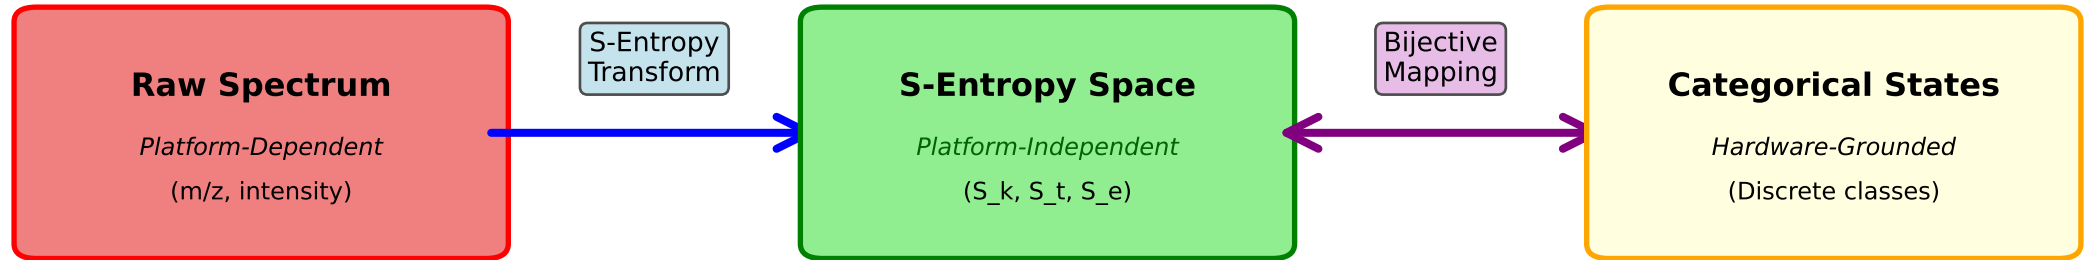 Raw Spectrum
Platform-Dependent
(m/z, intensity)
S-Entropy
Transform
S-Entropy Space
Platform-Independent
(S_k, S_t, S_e)
Bijective
Mapping
Categorical States
Hardware-Grounded
(Discrete classes)